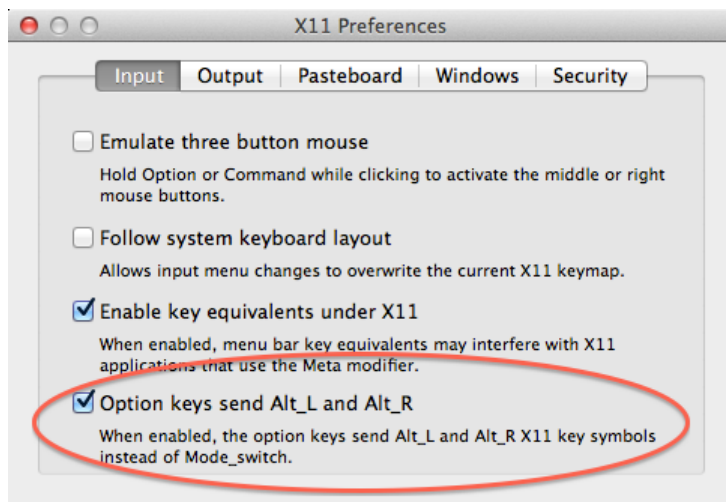 X11 Preferences
Input Output Pasteboard Windows Security
Emulate three button mouse
Hold Option or Command while clicking to activate the middle or right
mouse buttons.
Follow system keyboard layout
Allows input menu changes to overwrite the current X11 keymap.
Enable key equivalents under X11
When enabled, menu bar key equivalents may interfere with X11
applications that use the Meta modifier.
Option keys send Alt_L and Alt_R
When enabled, the option keys send Alt_L and Alt_R X11 key symbols
instead of Mode_switch.